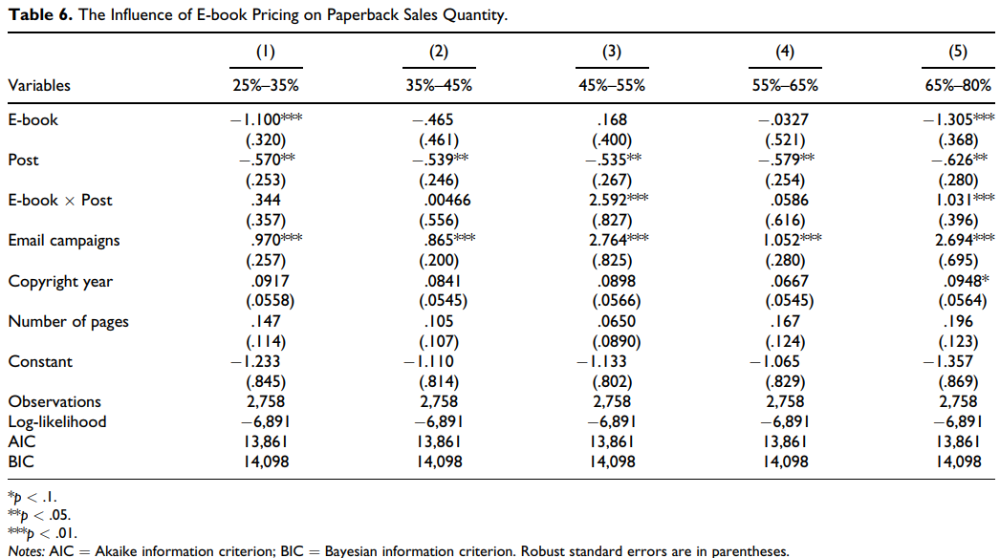 Table 6. The Influence of E-book Pricing on Paperback Sales Quantity.
(1) (2) (3) (4) (5)
Variables 25%–35% 35%–45% 45%–55% 55%–65% 65%–80%
E-book −1.100*** −.465 .168 −.0327 −1.305***
(.320) (.461) (.400) (.521) (.368)
Post −.570** −.539** −.535** −.579** −.626**
(.253) (.246) (.267) (.254) (.280)
E-book × Post .344 .00466 2.592*** .0586 1.031***
(.357) (.556) (.827) (.616) (.396)
Email campaigns .970*** .865*** 2.764*** 1.052*** 2.694***
(.257) (.200) (.825) (.280) (.695)
Copyright year .0917 .0841 .0898 .0667 .0948*
(.0558) (.0545) (.0566) (.0545) (.0564)
Number of pages .147 .105 .0650 .167 .196
(.114) (.107) (.0890) (.124) (.123)
Constant −1.233 −1.110 −1.133 −1.065 −1.357
(.845) (.814) (.802) (.829) (.869)
Observations 2,758 2,758 2,758 2,758 2,758
Log-likelihood −6,891 −6,891 −6,891 −6,891 −6,891
AIC 13,861 13,861 13,861 13,861 13,861
BIC 14,098 14,098 14,098 14,098 14,098
*p < .1.
**p < .05.
***p < .01.
Notes: AIC = Akaike information criterion; BIC = Bayesian information criterion. Robust standard errors are in parentheses.